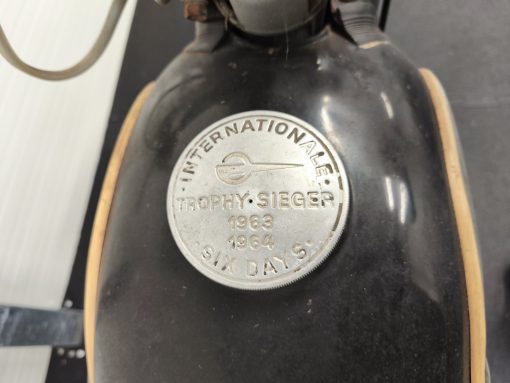 · INTERNATIONALE ·
TROPHY · SIEGER
1963
1964
SIX DAYS